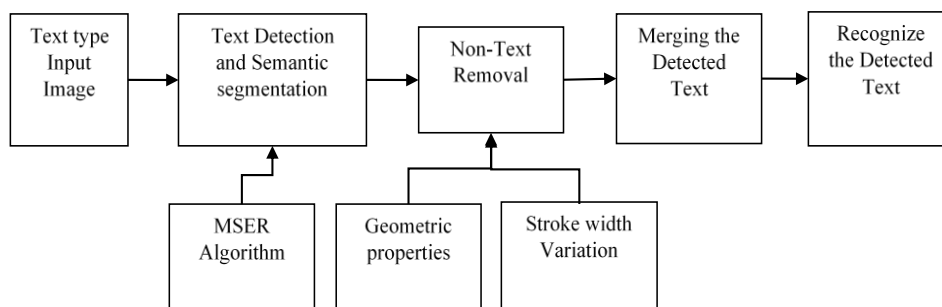 Text type
Input
Image
Text Detection
and Semantic
segmentation
Non-Text
Removal
Merging the
Detected
Text
Recognize
the Detected
Text
MSER
Algorithm
Geometric
properties
Stroke width
Variation